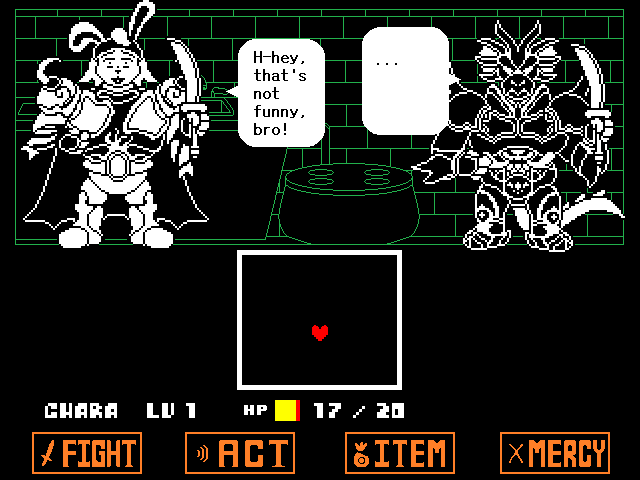 H-hey,
that's
not
funny,
bro!
...
CHARA LV 1 HP 17 / 20
FIGHT ACT ITEM MERCY